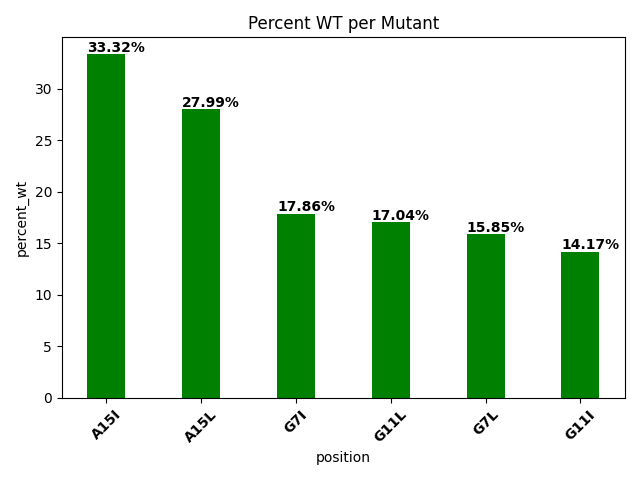 Percent WT per Mutant
33.32%
27.99%
17.86%
17.04%
15.85%
14.17%
percent_wt
30
25
20
15
10
5
0
A15I
A15L
G7I
G11L
G7L
G11I
position